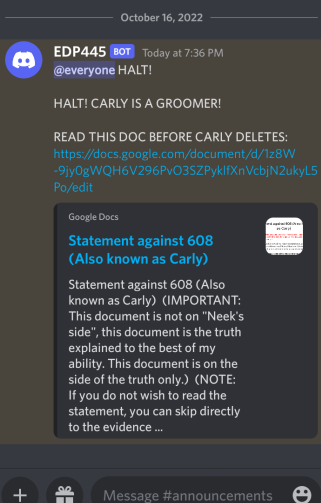 October 16, 2022
EDP445 BOT Today at 7:36 PM
@everyone HALT!
HALT! CARLY IS A GROOMER!
READ THIS DOC BEFORE CARLY DELETES:
https://docs.google.com/document/d/1z8W
-9jy0gWQH6V296PvO3SZPyklfXnVcbjN2ukyL5
Po/edit
Google Docs
Statement against 608
(Also known as Carly)
Statement against 608 (Also
known as Carly) (IMPORTANT:
This document is not on "Neek's
side", this document is the truth
explained to the best of my
ability. This document is on the
side of the truth only.) (NOTE:
If you do not wish to read the
statement, you can skip directly
to the evidence ...
Message #announcements